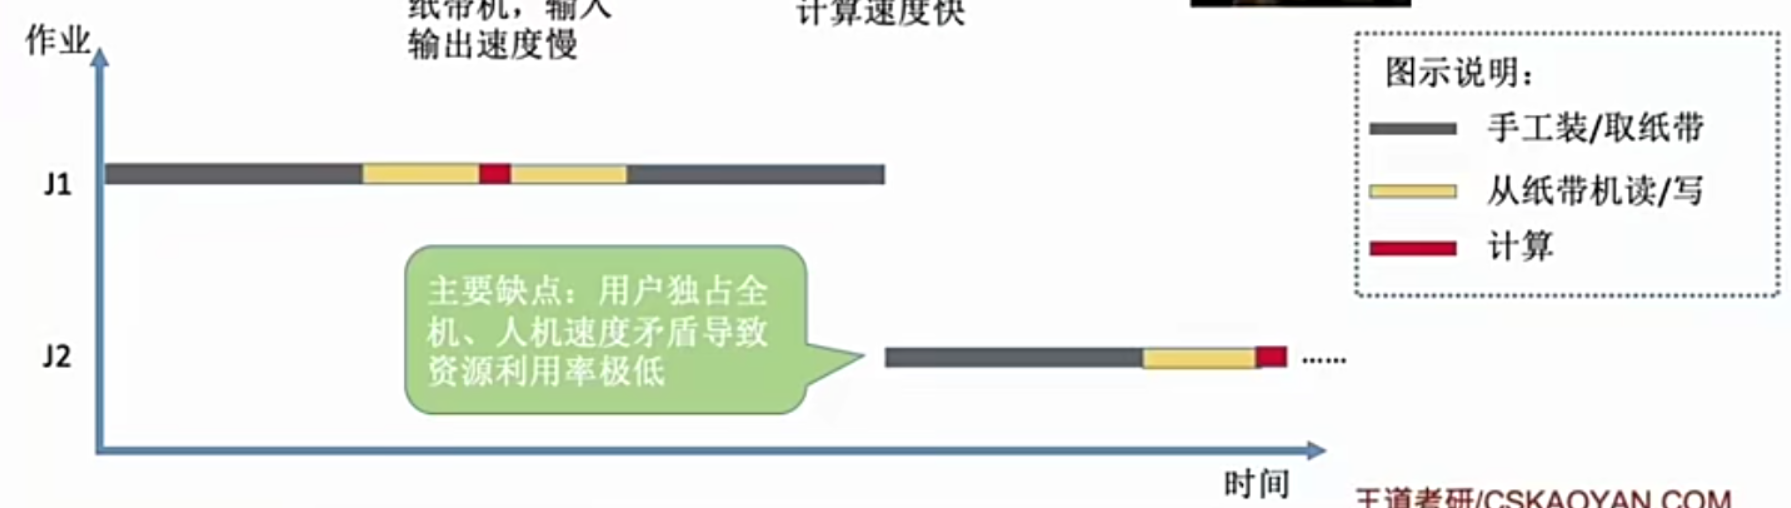 纸带机，输入
输出速度慢
计算速度快
作业
图示说明：
手工装/取纸带
从纸带机读/写
计算
J1
主要缺点：用户独占全
机、人机速度矛盾导致
资源利用率极低
J2
......
时间
王道考研/CSKAOYAN.COM